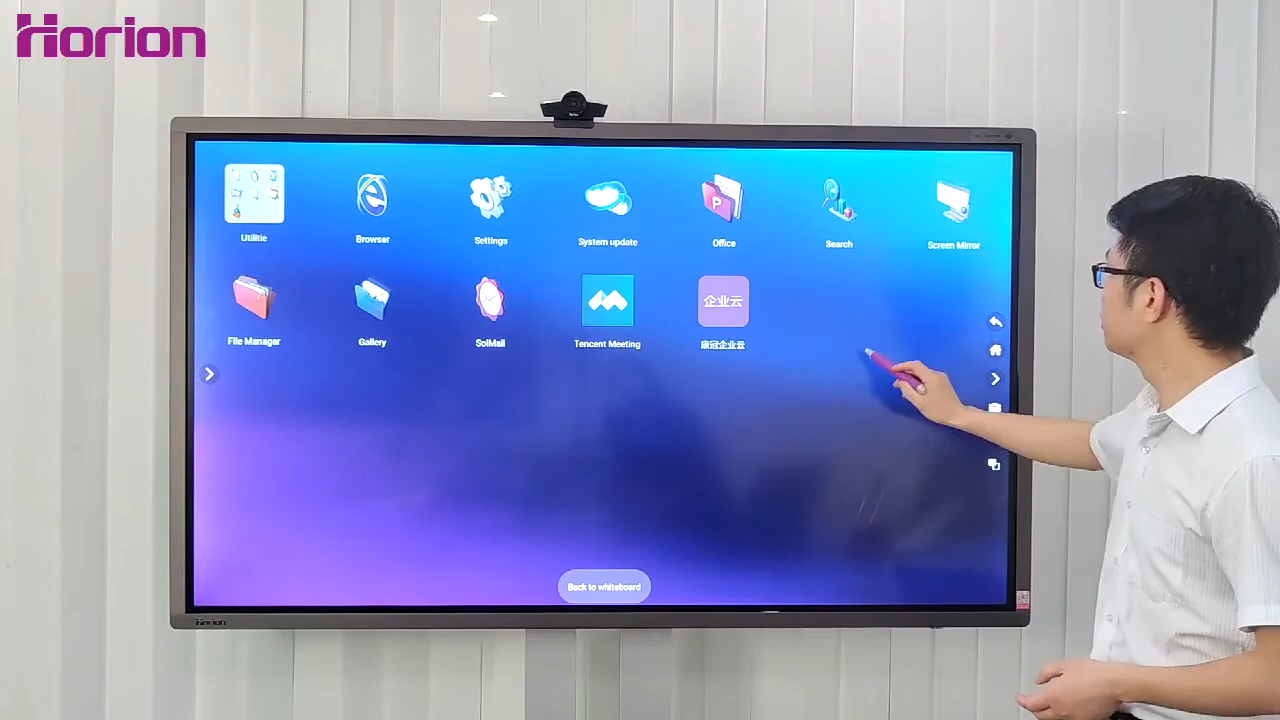 Horion
Utilitie
Browser
Settings
System update
Office
Search
Screen Mirror
P
File Manager
Gallery
SolMail
Tencent Meeting
企业云
康冠企业云
Back to whiteboard
Horion